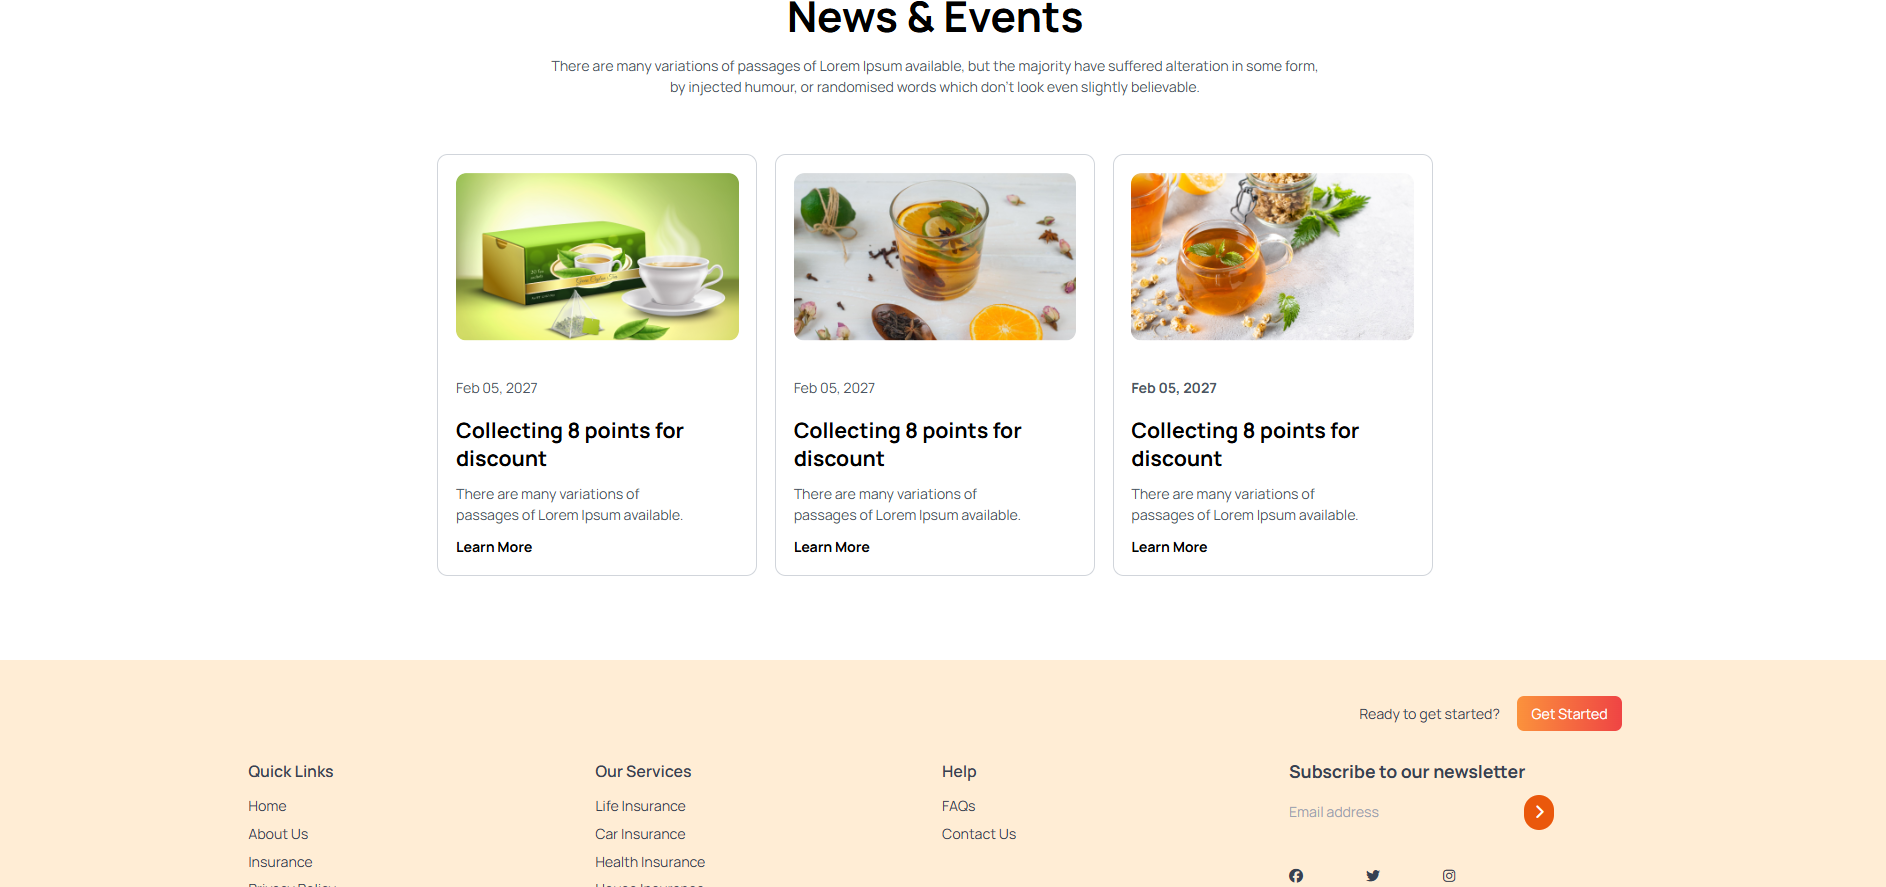 News & Events
There are many variations of passages of Lorem Ipsum available, but the majority have suffered alteration in some form,
by injected humour, or randomised words which don't look even slightly believable.
Feb 05, 2027
Collecting 8 points for
discount
There are many variations of
passages of Lorem Ipsum available.
Learn More
Feb 05, 2027
Collecting 8 points for
discount
There are many variations of
passages of Lorem Ipsum available.
Learn More
Feb 05, 2027
Collecting 8 points for
discount
There are many variations of
passages of Lorem Ipsum available.
Learn More
Ready to get started?
Get Started
Quick Links
Home
About Us
Insurance
Privacy Policy
Our Services
Life Insurance
Car Insurance
Health Insurance
House Insurance
Help
FAQs
Contact Us
Subscribe to our newsletter
Email address